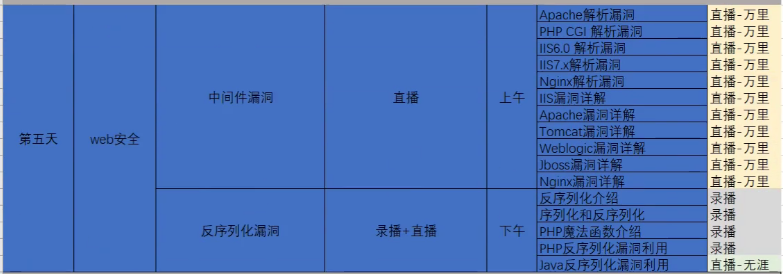 第五天
web安全
中间件漏洞
直播
上午
Apache解析漏洞 直播-万里
PHP CGI 解析漏洞 直播-万里
IIS6.0 解析漏洞 直播-万里
IIS7.x解析漏洞 直播-万里
Nginx解析漏洞 直播-万里
IIS漏洞详解 直播-万里
Apache漏洞详解 直播-万里
Tomcat漏洞详解 直播-万里
Weblogic漏洞详解 直播-万里
Jboss漏洞详解 直播-万里
Nginx漏洞详解 直播-万里
反序列化漏洞
录播+直播
下午
反序列化介绍 录播
序列化和反序列化 录播
PHP魔法函数介绍 录播
PHP反序列化漏洞利用 录播
Java反序列化漏洞利用 直播-无涯